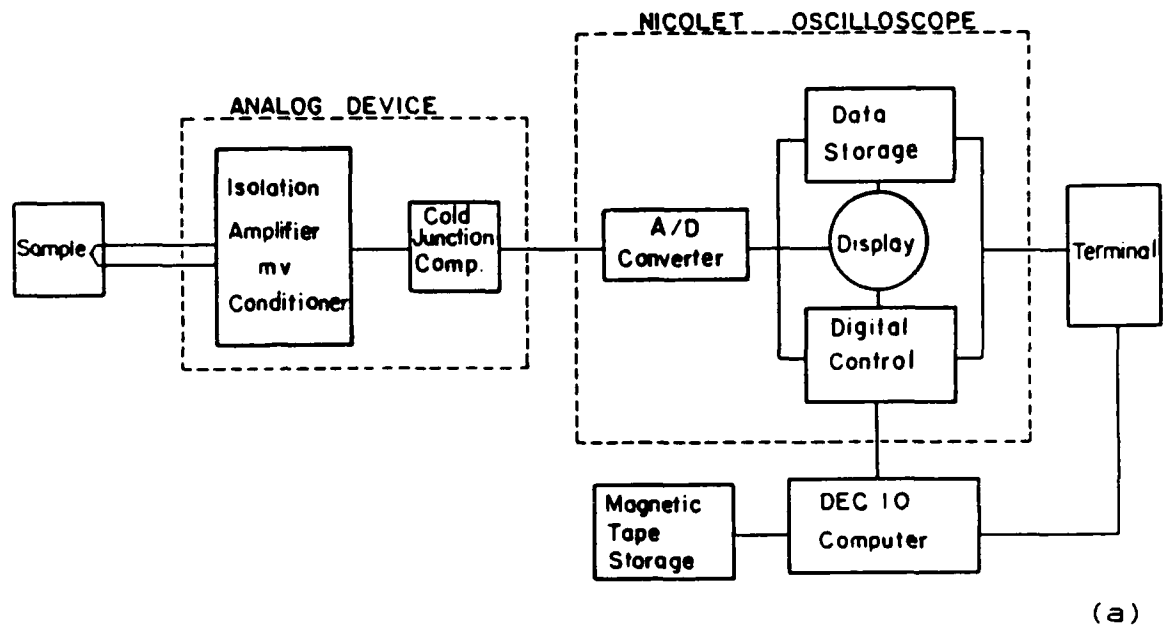 NICOLET OSCILLOSCOPE
ANALOG DEVICE
Sample
Isolation
Amplifier
mv
Conditioner
Cold
Junction
Comp.
A/D
Converter
Data
Storage
Display
Digital
Control
Terminal
Magnetic
Tape
Storage
DEC 10
Computer
(a)